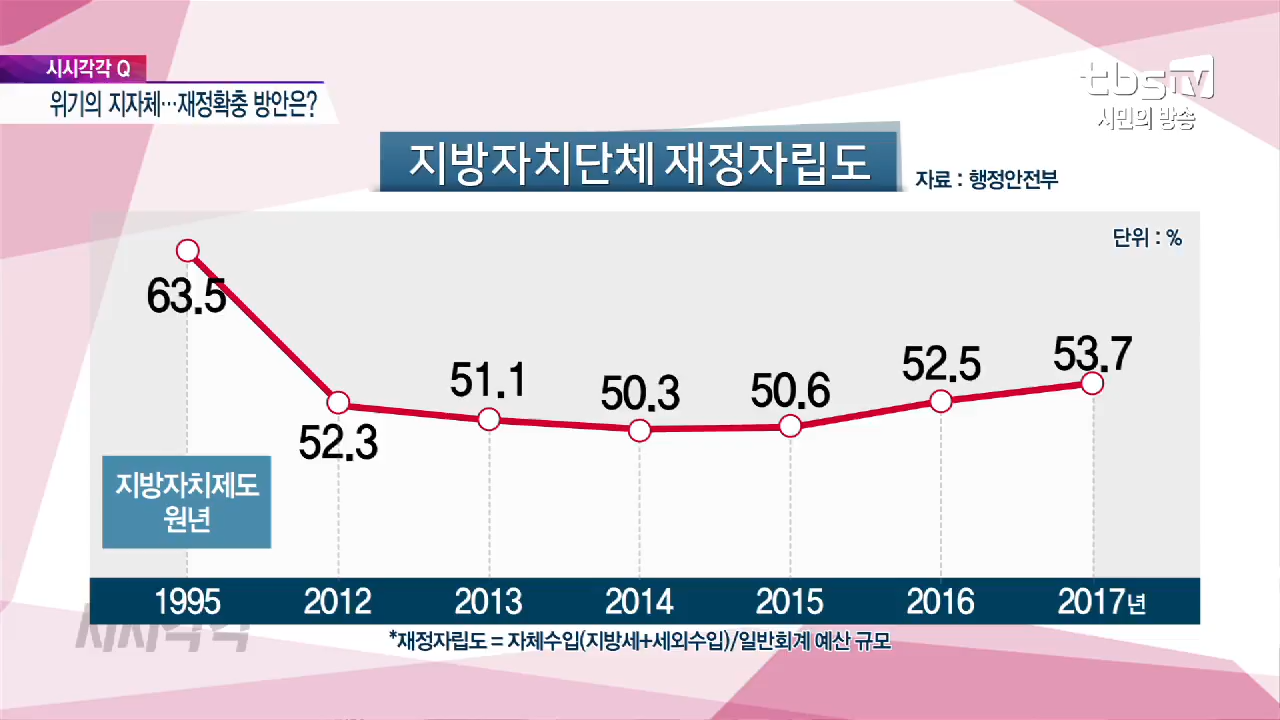 시시각각 Q
위기의 지자체…재정확충 방안은?
tbsTV
시민의 방송
지방자치단체 재정자립도
자료 : 행정안전부
단위 : %
63.5
52.3
51.1
50.3
50.6
52.5
53.7
지방자치제도
원년
1995 2012 2013 2014 2015 2016 2017년
시시각각
*재정자립도 = 자체수입(지방세+세외수입)/일반회계 예산 규모